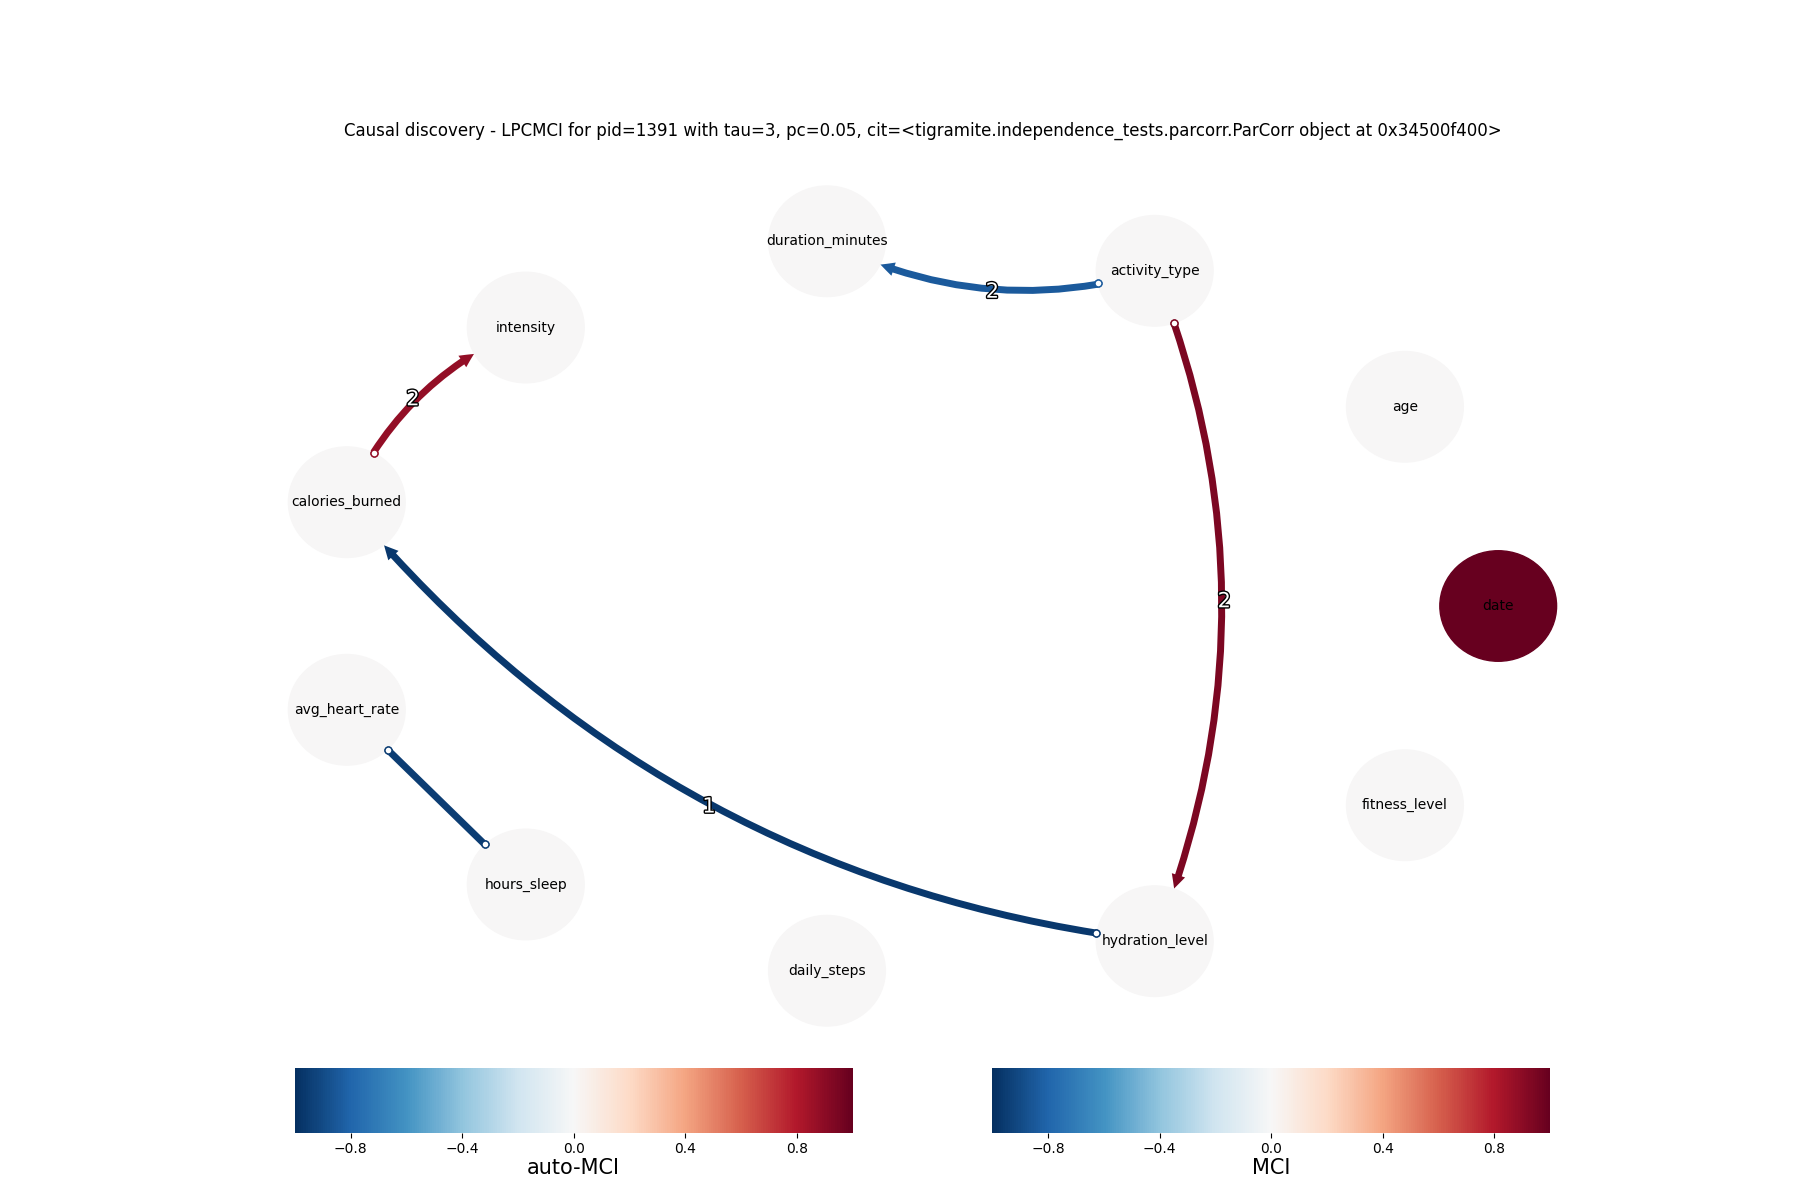 Causal discovery - LPCMCI for pid=1391 with tau=3, pc=0.05, cit=<tigramite.independence_tests.parcorr.ParCorr object at 0x34500f400>
duration_minutes
activity_type
2
intensity
2
age
calories_burned
2
date
avg_heart_rate
1
fitness_level
hours_sleep
hydration_level
daily_steps
−0.8 −0.4 0.0 0.4 0.8
auto-MCI
−0.8 −0.4 0.0 0.4 0.8
MCI